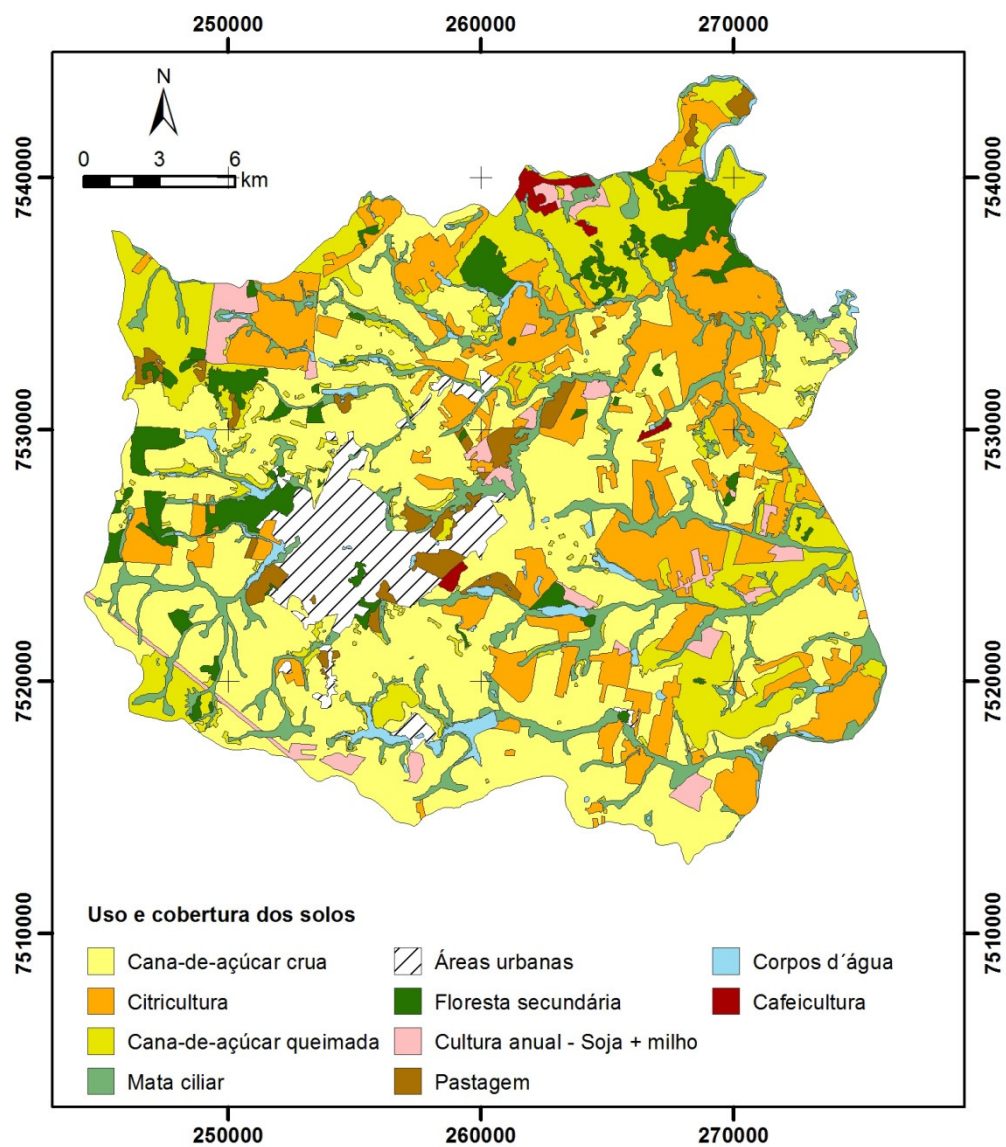 250000 260000 270000
N
0 3 6
km
7540000 7540000
7530000 7530000
7520000 7520000
7510000 7510000
Uso e cobertura dos solos
Cana-de-açúcar crua Áreas urbanas Corpos d´água
Citricultura Floresta secundária Cafeicultura
Cana-de-açúcar queimada Cultura anual - Soja + milho
Mata ciliar Pastagem
250000 260000 270000